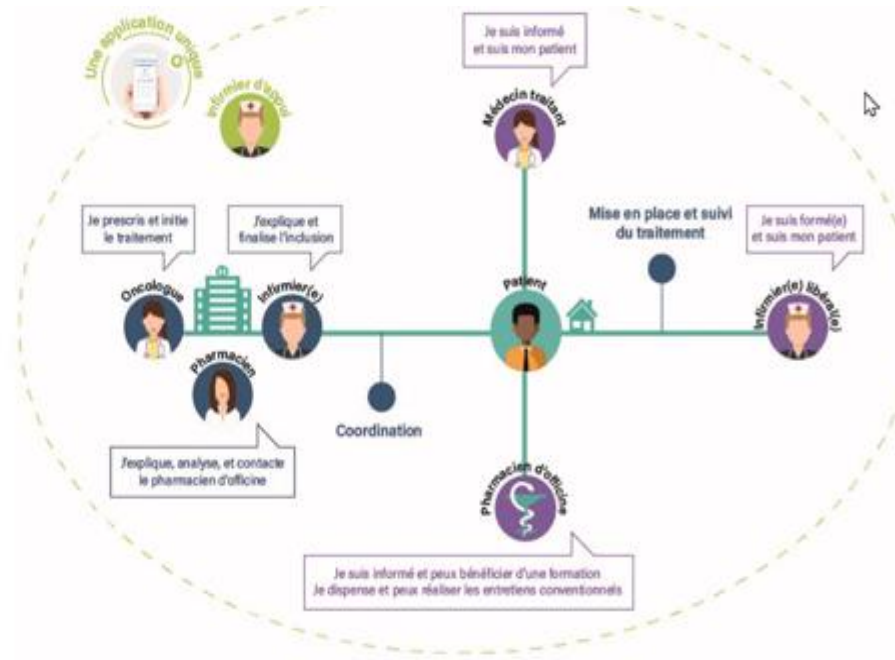 Une application unique
Infirmier d'appui
Je suis informé
et suis mon patient
Médecin traitant
Je prescris et initie
le traitement
J'explique et
finalise l'inclusion
Mise en place et suivi
du traitement
Je suis formé(e)
et suis mon patient
Oncologue
Infirmier(e)
Patient
Infirmier(e) libéral(e)
Pharmacien
Coordination
J'explique, analyse, et contacte
le pharmacien d'officine
Pharmacien d'officine
Je suis informé et peux bénéficier d'une formation
Je dispense et peux réaliser les entretiens conventionnels